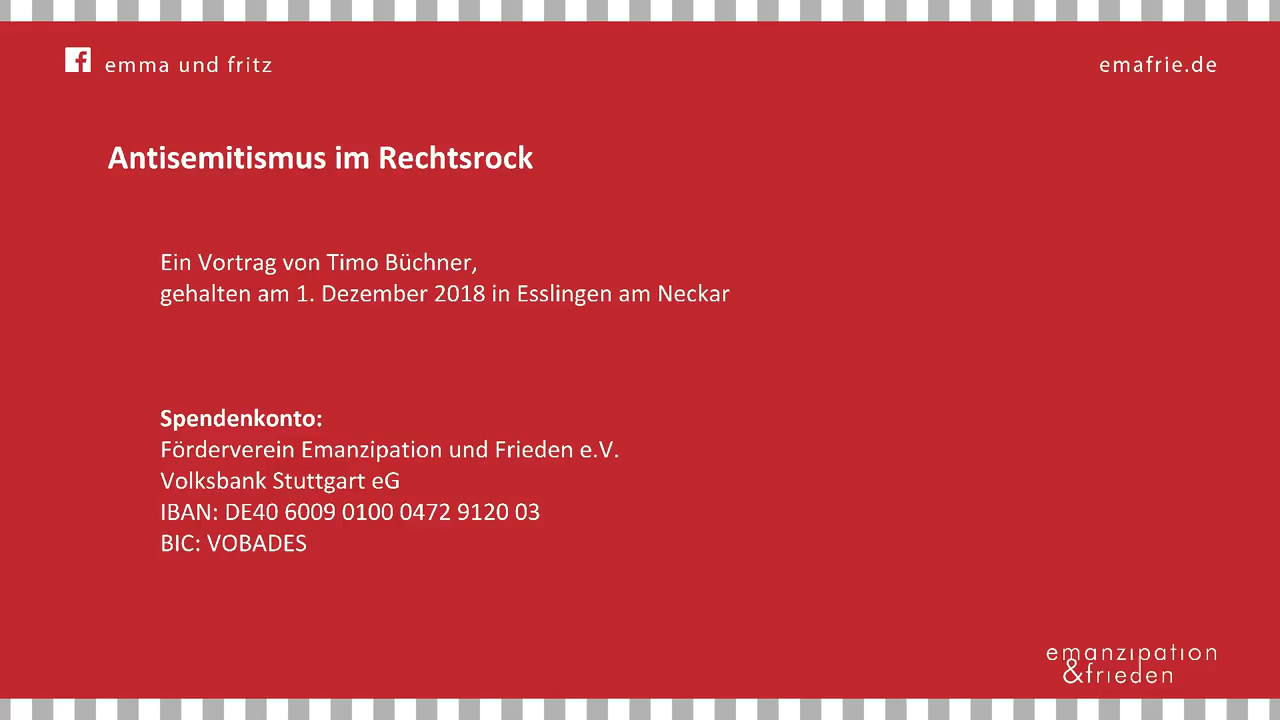 emma und fritz
emafrie.de
Antisemitismus im Rechtsrock
Ein Vortrag von Timo Büchner,
gehalten am 1. Dezember 2018 in Esslingen am Neckar
Spendenkonto:
Förderverein Emanzipation und Frieden e.V.
Volksbank Stuttgart eG
IBAN: DE40 6009 0100 0472 9120 03
BIC: VOBADES
emanzipation
&frieden